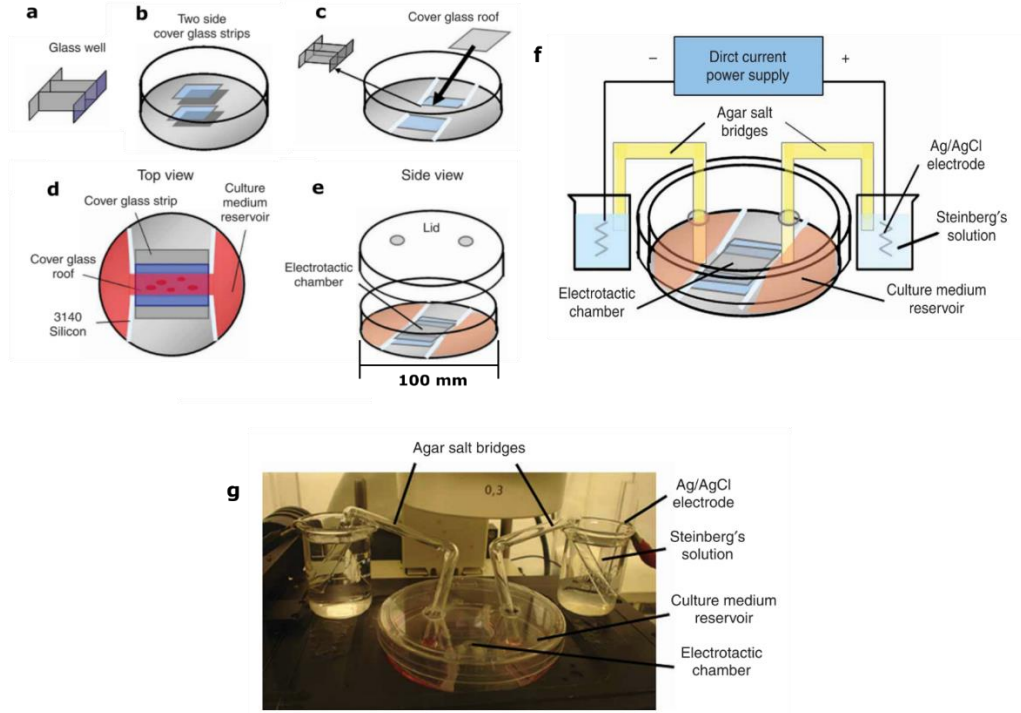 a
Glass well
b
Two side
cover glass strips
c
Cover glass roof
d
Top view
Cover glass strip
Culture
medium
reservoir
Cover glass
roof
3140
Silicon
e
Side view
Lid
Electrotactic
chamber
100 mm
f
−
Dirct current
power supply
+
Agar salt
bridges
Ag/AgCl
electrode
Steinberg's
solution
Electrotactic
chamber
Culture medium
reservoir
g
Agar salt bridges
0,3
Ag/AgCl
electrode
Steinberg's
solution
Culture medium
reservoir
Electrotactic
chamber